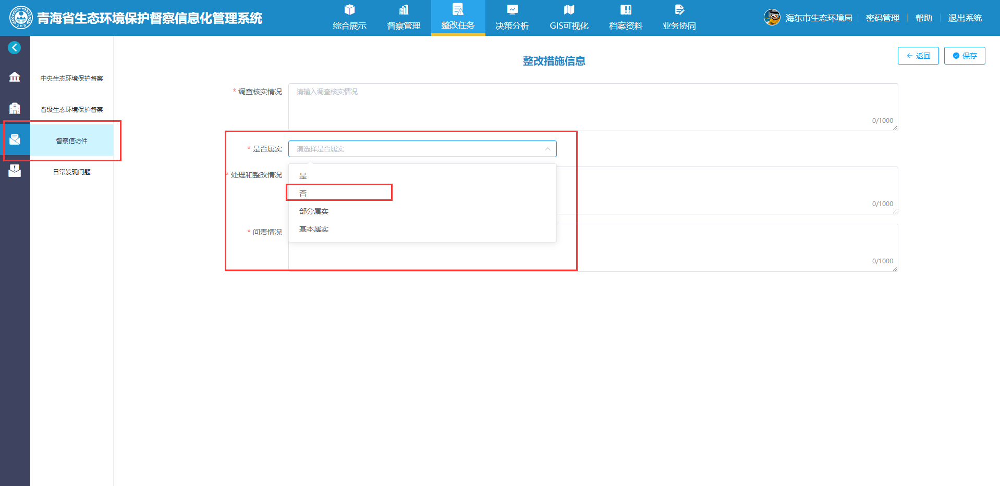 青海省生态环境保护督察信息化管理系统
综合展示
督察管理
整改任务
决策分析
GIS可视化
档案资料
业务协同
海东市生态环境局
密码管理
帮助
退出系统
中央生态环境保护督察
省级生态环境保护督察
督察信访件
日常发现问题
整改措施信息
返回
保存
* 调查核实情况
请输入调查核实情况
0/1000
* 是否属实
请选择是否属实
是
否
部分属实
基本属实
* 处理和整改情况
0/1000
* 问责情况
0/1000
ZHB